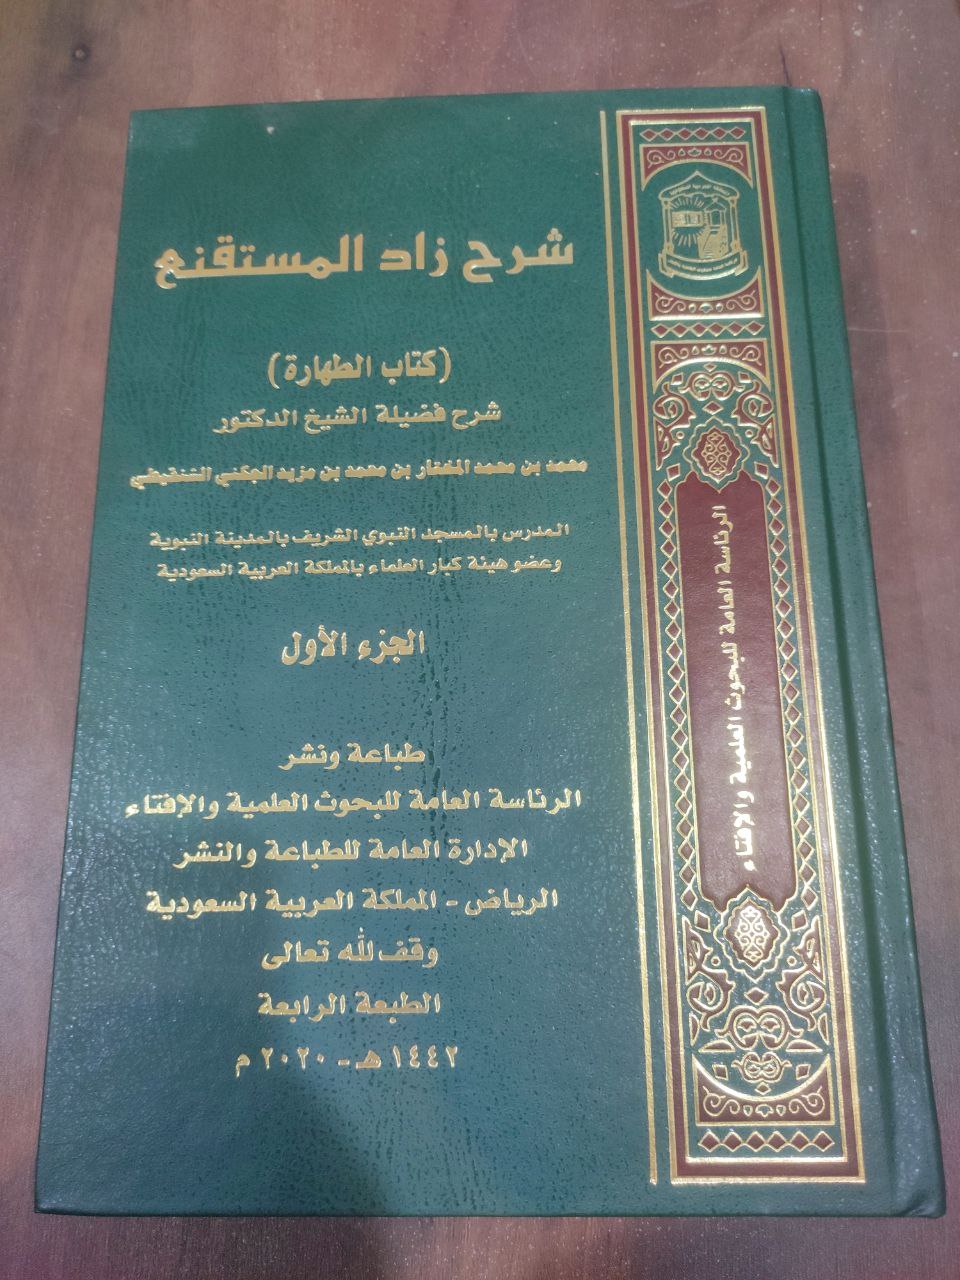 شرح زاد المستقنع
(كتاب الطهارة)
شرح فضيلة الشيخ الدكتور
محمد بن محمد المختار بن محمد بن مزيد الجكني الشنقيطي
المدرس بالمسجد النبوي الشريف بالمدينة النبوية
وعضو هيئة كبار العلماء بالمملكة العربية السعودية
الجزء الأول
طباعة ونشر
الرئاسة العامة للبحوث العلمية والإفتاء
الإدارة العامة للطباعة والنشر
الرياض - المملكة العربية السعودية
وقف لله تعالى
الطبعة الرابعة
١٤٤٢ هـ - ٢٠٢٠ م
الرئاسة العامة للبحوث العلمية والإفتاء